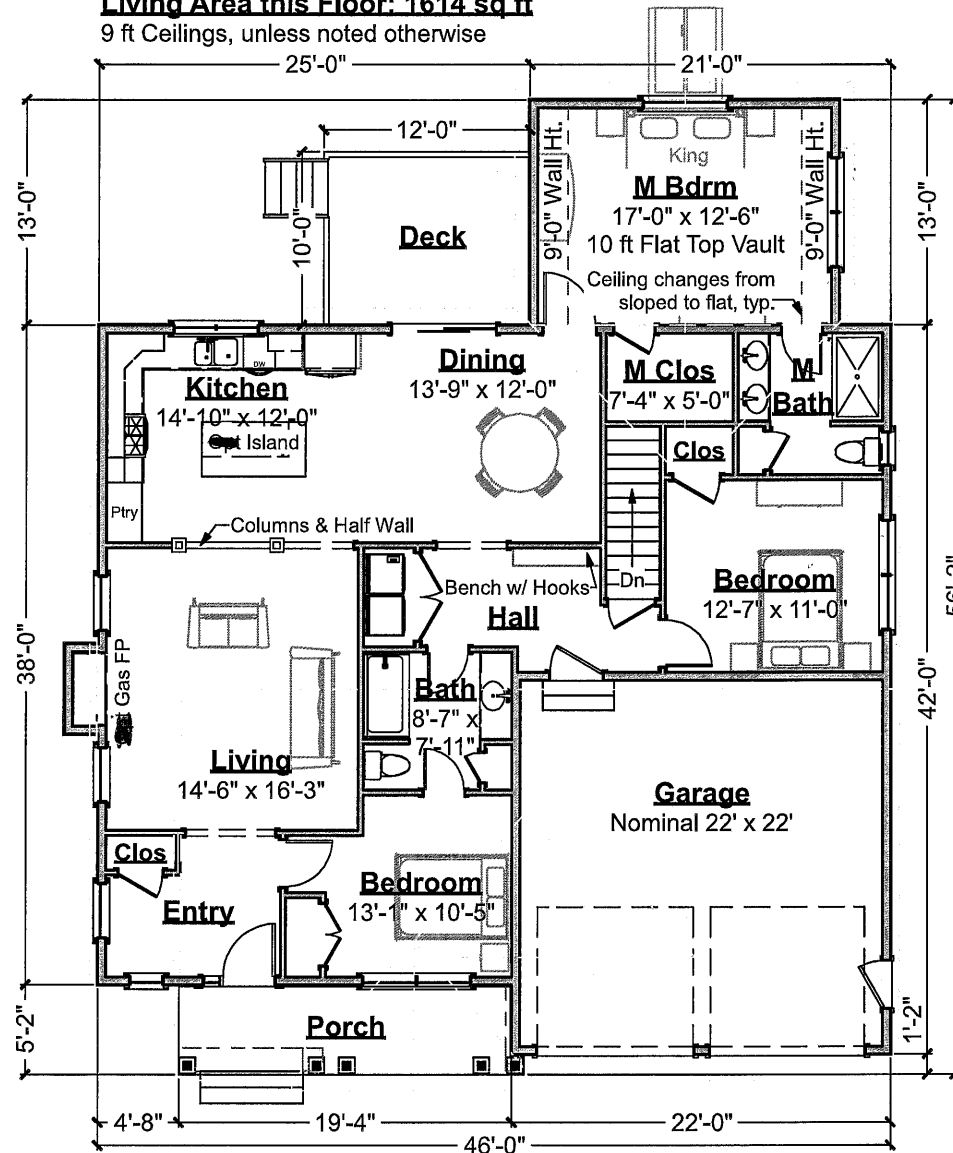 Living Area this Floor: 1614 sq ft
9 ft Ceilings, unless noted otherwise
25'-0"
21'-0"
12'-0"
13'-0"
10'-0"
Deck
9'-0" Wall Ht.
King
M Bdrm
17'-0" x 12'-6"
10 ft Flat Top Vault
9'-0" Wall Ht.
13'-0"
Ceiling changes from
sloped to flat, typ.
DW
Kitchen
14'-10" x 12'-0"
Island
Dining
13'-9" x 12'-0"
M Clos
7'-4" x 5'-0"
M
Bath
Clos
Ptry
Columns & Half Wall
Bench w/ Hooks
Dn
Hall
Bedroom
12'-7" x 11'-0"
38'-0"
Gas FP
Living
14'-6" x 16'-3"
Bath
8'-7" x
7'-11"
42'-0"
Garage
Nominal 22' x 22'
Clos
Entry
Bedroom
13'-1" x 10'-5"
Porch
5'-2"
1'-2"
4'-8"
19'-4"
22'-0"
46'-0"